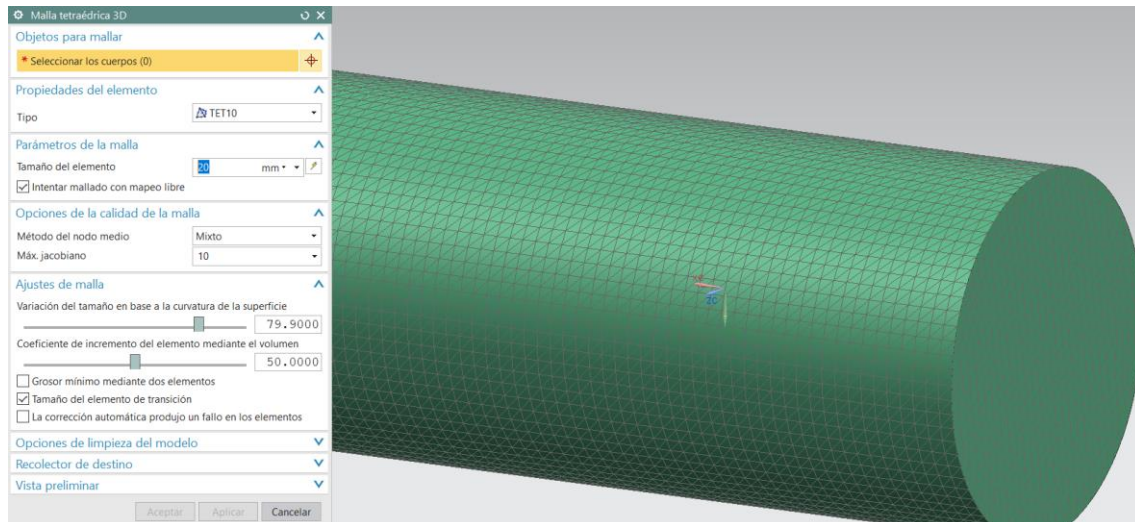 Malla tetraédrica 3D
Objetos para mallar
* Seleccionar los cuerpos (0)
Propiedades del elemento
Tipo TET10
Parámetros de la malla
Tamaño del elemento 20 mm
Intentar mallado con mapeo libre
Opciones de la calidad de la malla
Método del nodo medio Mixto
Máx. jacobiano 10
Ajustes de malla
Variación del tamaño en base a la curvatura de la superficie
79.9000
Coeficiente de incremento del elemento mediante el volumen
50.0000
Grosor mínimo mediante dos elementos
Tamaño del elemento de transición
La corrección automática produjo un fallo en los elementos
Opciones de limpieza del modelo
Recolector de destino
Vista preliminar
Aceptar Aplicar Cancelar
ZC